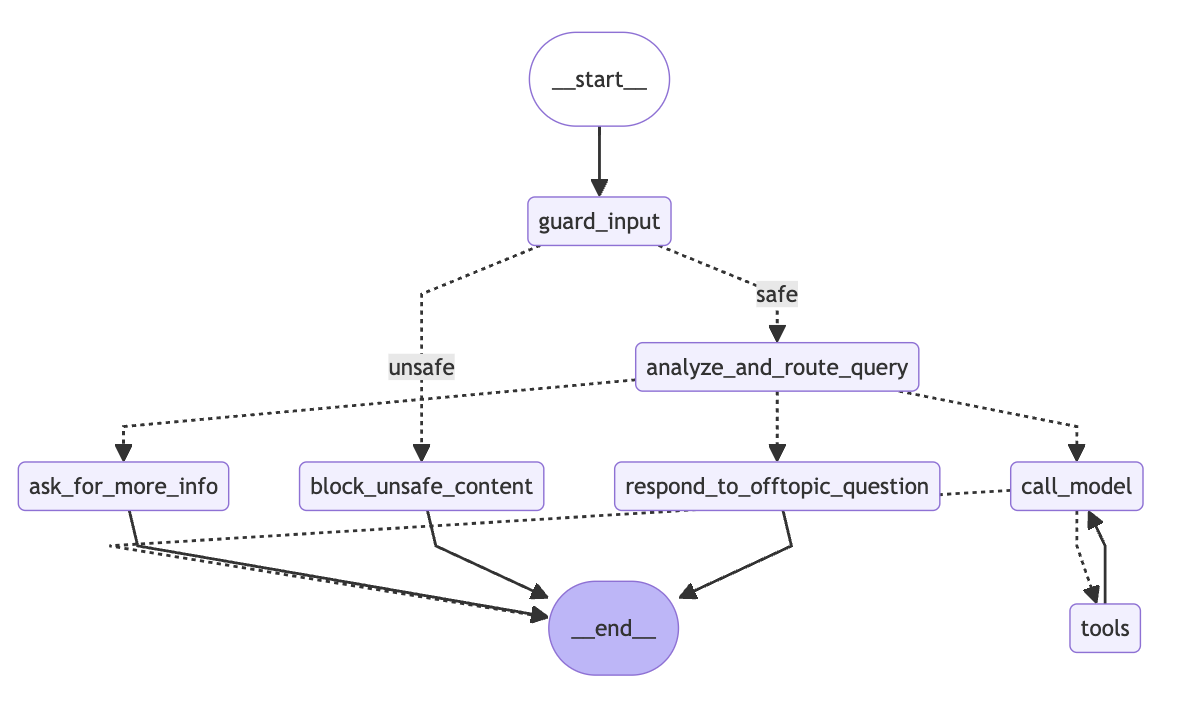 __start__
guard_input
safe
unsafe
analyze_and_route_query
ask_for_more_info
block_unsafe_content
respond_to_offtopic_question
call_model
__end__
tools